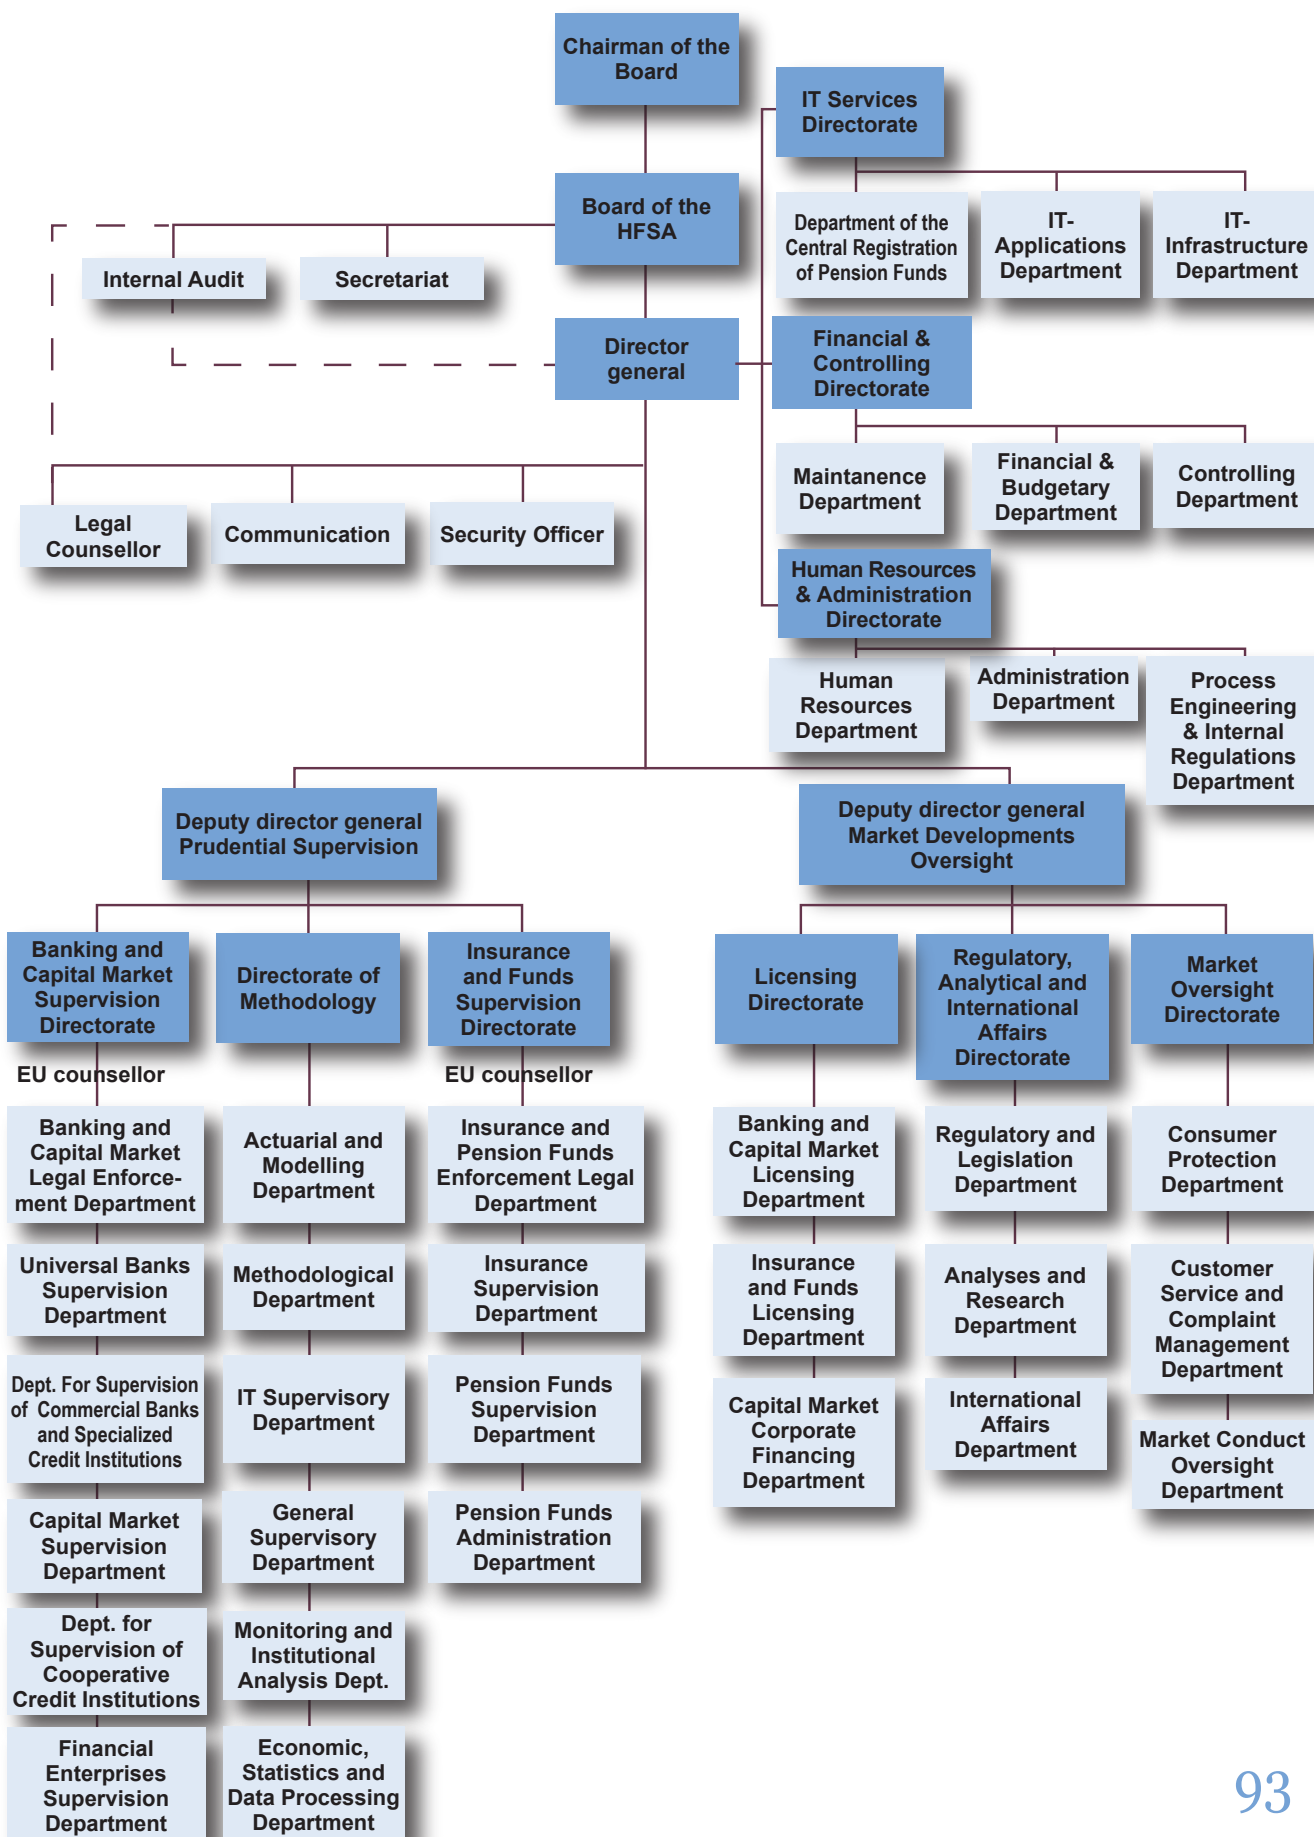 Chairman of the
Board
IT Services
Directorate
Board of the
HFSA
Department of the
Central Registration
of Pension Funds
IT-
Applications
Department
IT-
Infrastructure
Department
Internal Audit
Secretariat
Director
general
Financial &
Controlling
Directorate
Maintanence
Department
Financial &
Budgetary
Department
Controlling
Department
Legal
Counsellor
Communication
Security Officer
Human Resources
& Administration
Directorate
Human
Resources
Department
Administration
Department
Process
Engineering
& Internal
Regulations
Department
Deputy director general
Prudential Supervision
Deputy director general
Market Developments
Oversight
Banking and
Capital Market
Supervision
Directorate
Directorate of
Methodology
Insurance
and Funds
Supervision
Directorate
Licensing
Directorate
Regulatory,
Analytical and
International
Affairs
Directorate
Market
Oversight
Directorate
EU counsellor
EU counsellor
Banking and
Capital Market
Legal Enforce-
ment Department
Actuarial and
Modelling
Department
Insurance and
Pension Funds
Enforcement Legal
Department
Banking and
Capital Market
Licensing
Department
Regulatory and
Legislation
Department
Consumer
Protection
Department
Universal Banks
Supervision
Department
Methodological
Department
Insurance
Supervision
Department
Insurance
and Funds
Licensing
Department
Analyses and
Research
Department
Customer
Service and
Complaint
Management
Department
Dept. For Supervision
of Commercial Banks
and Specialized
Credit Institutions
IT Supervisory
Department
Pension Funds
Supervision
Department
Capital Market
Corporate
Financing
Department
International
Affairs
Department
Market Conduct
Oversight
Department
Capital Market
Supervision
Department
General
Supervisory
Department
Pension Funds
Administration
Department
Dept. for
Supervision of
Cooperative
Credit Institutions
Monitoring and
Institutional
Analysis Dept.
Financial
Enterprises
Supervision
Department
Economic,
Statistics and
Data Processing
Department
93